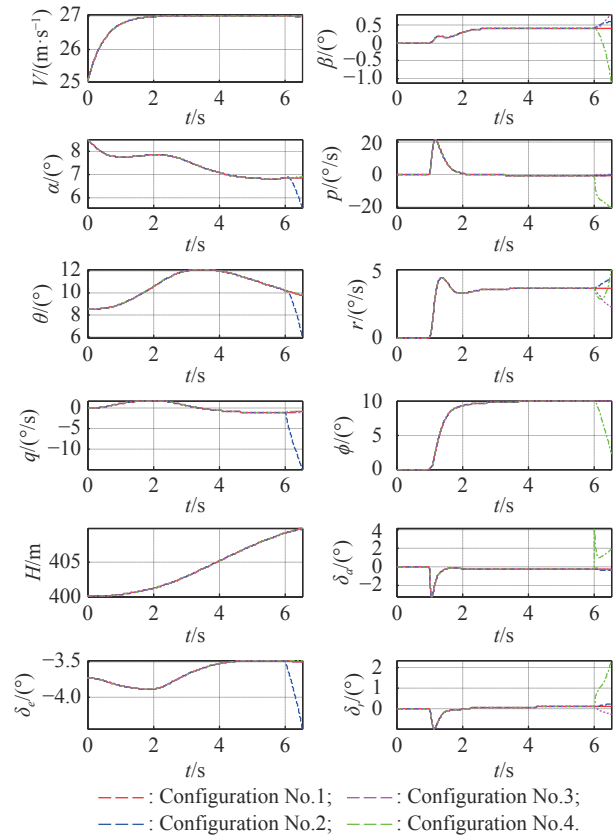 27
26
25
V/(m·s⁻¹)
0 2 4 6
t/s
0.5
0
−0.5
−1.0
β/(°)
0 2 4 6
t/s
8
7
6
α/(°)
0 2 4 6
t/s
20
0
−20
p/(°/s)
0 2 4 6
t/s
12
10
8
6
θ/(°)
0 2 4 6
t/s
5
0
r/(°/s)
0 2 4 6
t/s
0
−5
−10
q/(°/s)
0 2 4 6
t/s
10
5
0
ϕ/(°)
0 2 4 6
t/s
405
400
H/m
0 2 4 6
t/s
4
2
0
−2
δa/(°)
0 2 4 6
t/s
−3.5
−4.0
δe/(°)
0 2 4 6
t/s
2
1
0
δr/(°)
0 2 4 6
t/s
: Configuration No.1; : Configuration No.3;
: Configuration No.2; : Configuration No.4.